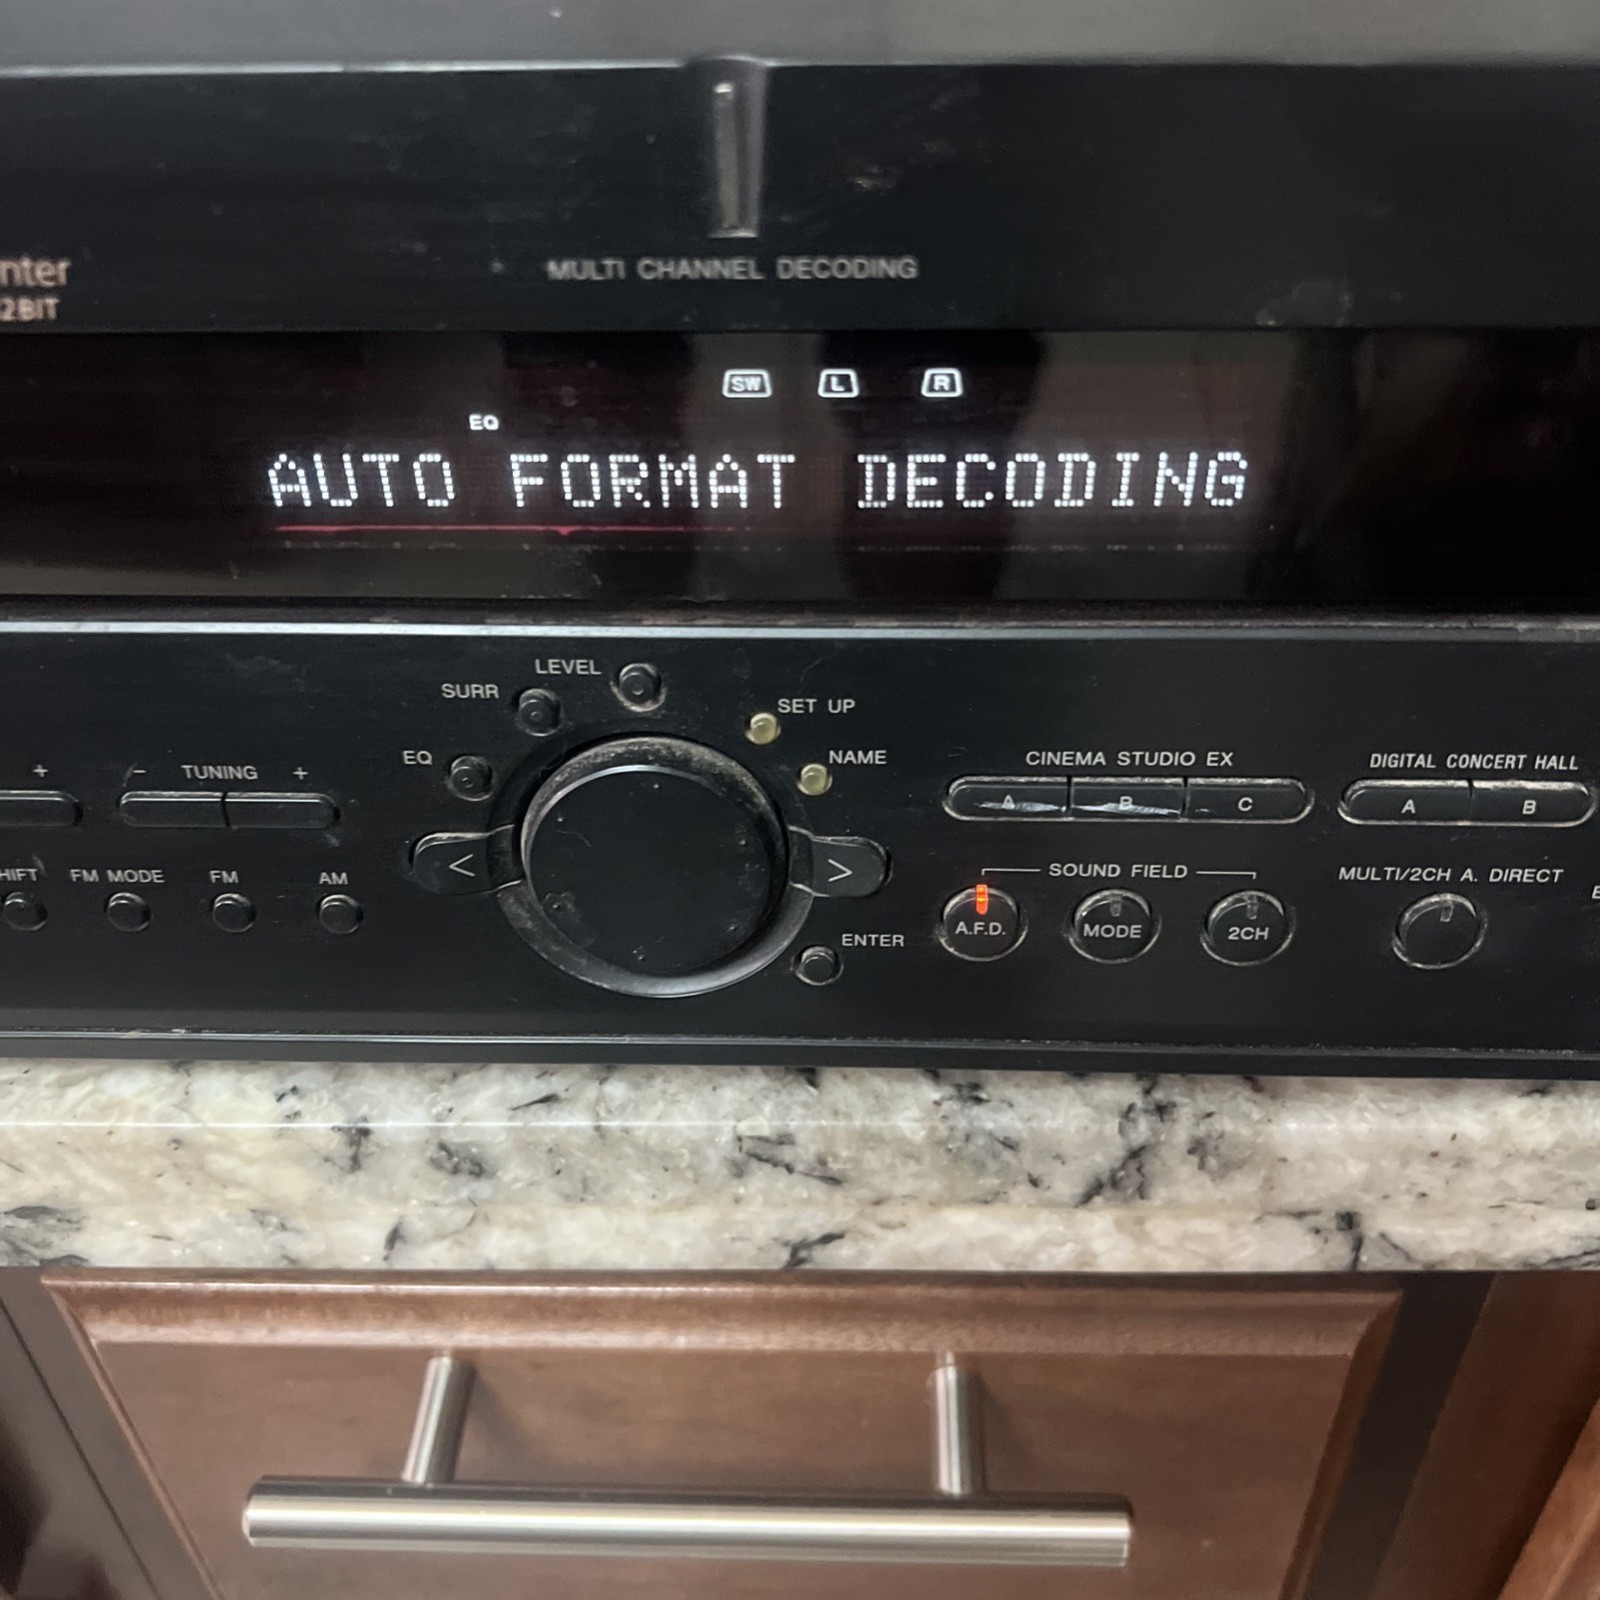 nter
2BIT
MULTI CHANNEL DECODING
SW L R
EQ
AUTO FORMAT DECODING
LEVEL
SURR
SET UP
EQ
NAME
+
− TUNING +
CINEMA STUDIO EX
A B C
DIGITAL CONCERT HALL
A B
< >
HIFT
FM MODE
FM
AM
SOUND FIELD
A.F.D.
MODE
2CH
MULTI/2CH A. DIRECT
ENTER